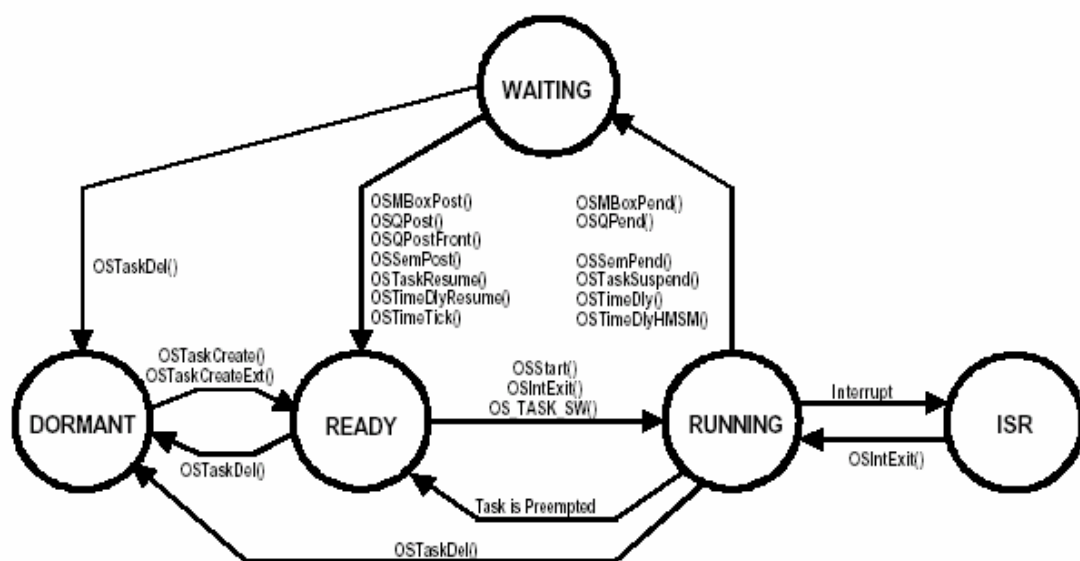 WAITING
OSMBoxPost()
OSQPost()
OSQPostFront()
OSSemPost()
OSTaskResume()
OSTimeDlyResume()
OSTimeTick()
OSMBoxPend()
OSQPend()
OSSemPend()
OSTaskSuspend()
OSTimeDly()
OSTimeDlyHMSM()
OSTaskDel()
OSTaskCreate()
OSTaskCreateExt()
OSStart()
OSIntExit()
OS_TASK_SW()
Interrupt
DORMANT
READY
RUNNING
ISR
OSTaskDel()
OSIntExit()
Task is Preempted
OSTaskDel()